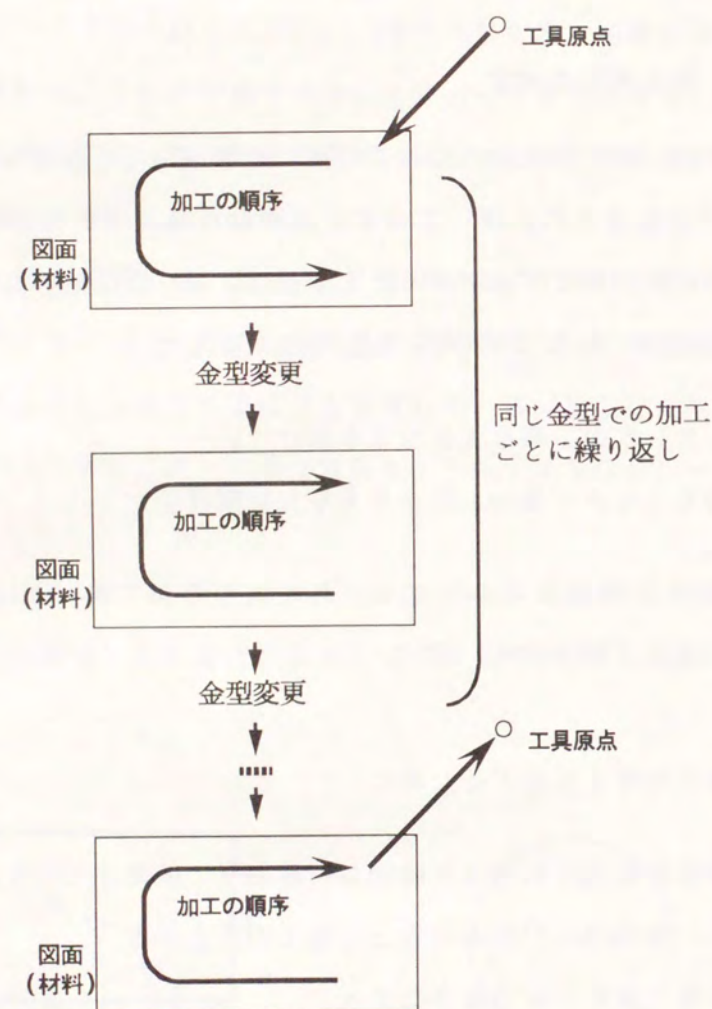 工具原点
加工の順序
図面
(材料)
金型変更
同じ金型での加工
ごとに繰り返し
加工の順序
図面
(材料)
金型変更
工具原点
加工の順序
図面
(材料)